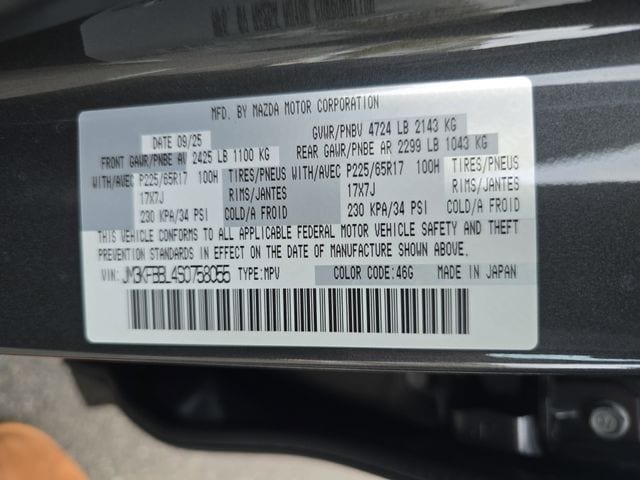 MFD. BY MAZDA MOTOR CORPORATION
DATE 09/25 GVWR/PNBV 4724 LB 2143 KG
FRONT GAWR/PNBE AV 2425 LB 1100 KG REAR GAWR/PNBE AR 2299 LB 1043 KG
WITH/AVEC P225/65R17 100H TIRES/PNEUS WITH/AVEC P225/65R17 100H TIRES/PNEUS
17X7J RIMS/JANTES 17X7J RIMS/JANTES
230 KPA/34 PSI COLD/A FROID 230 KPA/34 PSI COLD/A FROID
THIS VEHICLE CONFORMS TO ALL APPLICABLE FEDERAL MOTOR VEHICLE SAFETY AND THEFT
PREVENTION STANDARDS IN EFFECT ON THE DATE OF MANUFACTURE SHOWN ABOVE.
VIN: JM3KFBBL4S0758055 TYPE:MPV COLOR CODE:46G MADE IN JAPAN